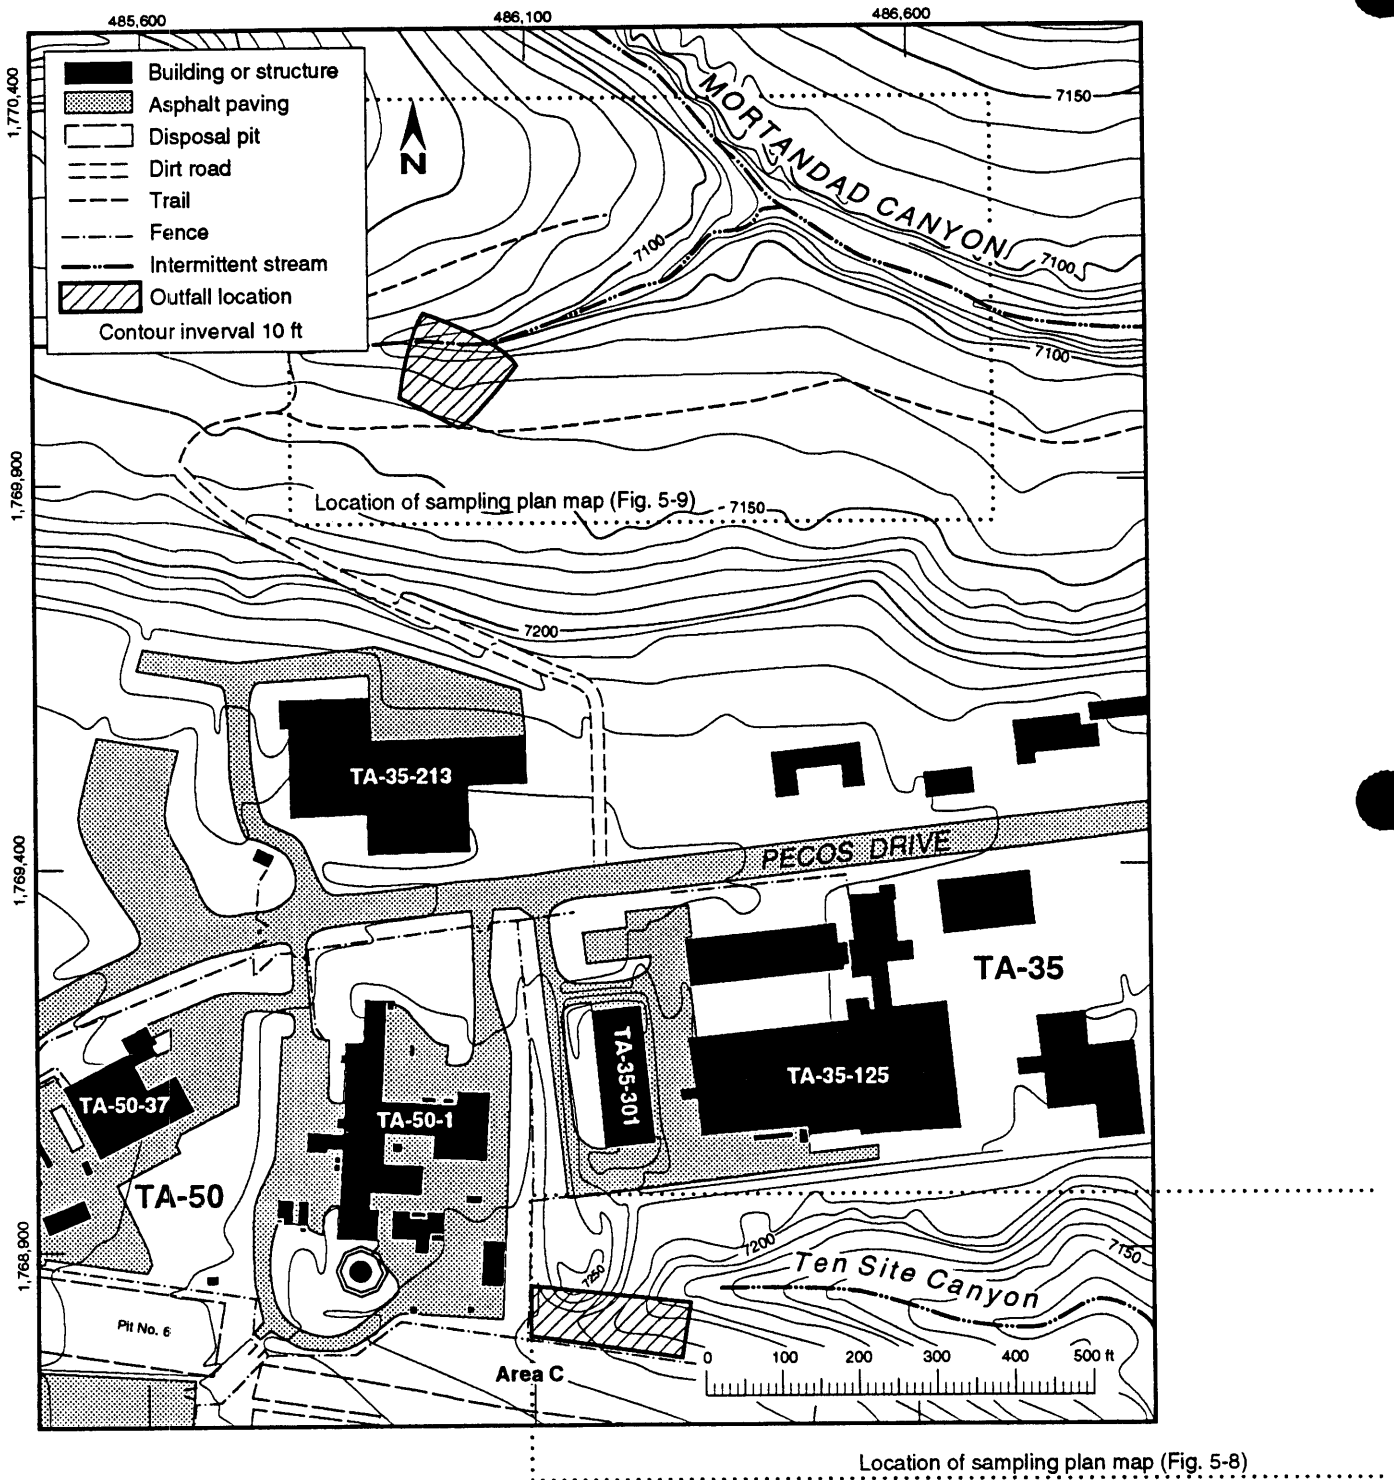 485,600
486,100
486,600
1,770,400
1,769,900
1,769,400
1,768,900
Building or structure
Asphalt paving
Disposal pit
Dirt road
Trail
Fence
Intermittent stream
Outfall location
Contour inverval 10 ft
N
MORTANDAD CANYON
7150
7100
7100
7100
Location of sampling plan map (Fig. 5-9)
7150
7200
TA-35-213
PECOS DRIVE
TA-35
TA-35-301
TA-35-125
TA-50-37
TA-50-1
TA-50
7200
7150
7250
Ten Site Canyon
Pit No. 6
Area C
0 100 200 300 400 500 ft
Location of sampling plan map (Fig. 5-8)